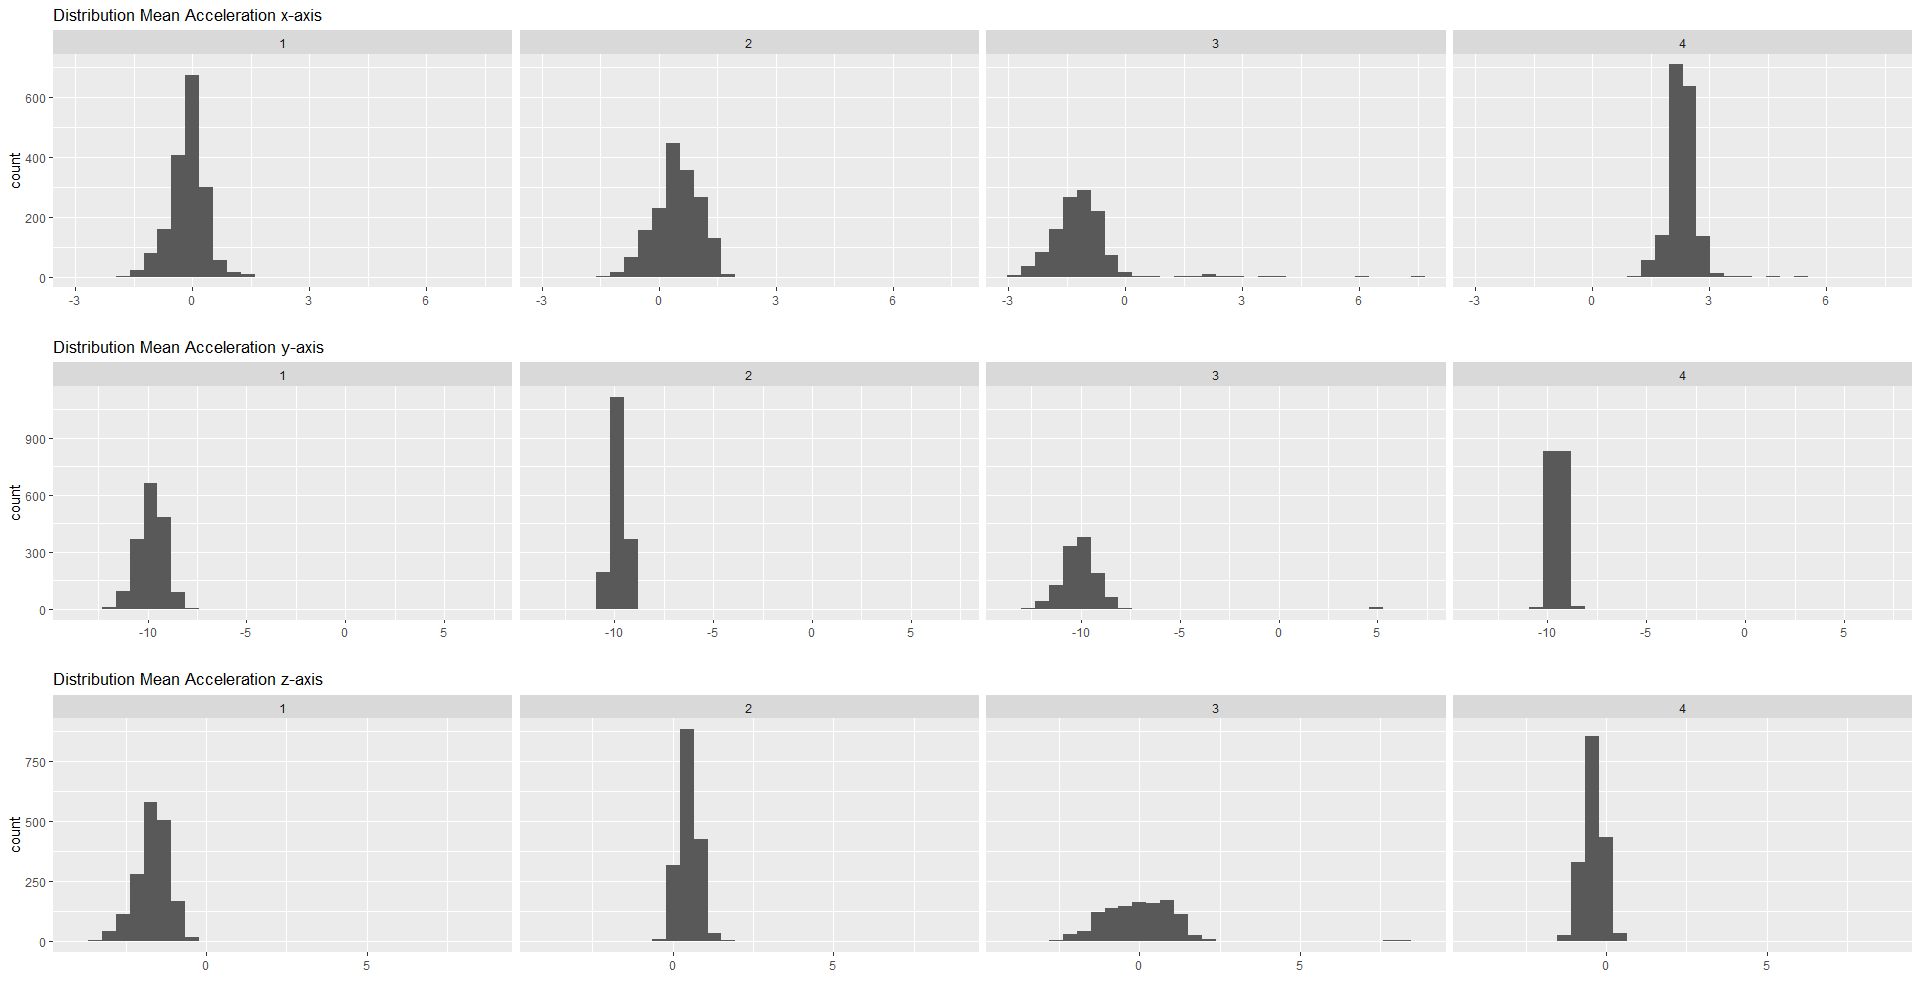 Distribution Mean Acceleration x-axis
1 2 3 4
count
600
400
200
0
-3 0 3 6 -3 0 3 6 -3 0 3 6 -3 0 3 6
Distribution Mean Acceleration y-axis
1 2 3 4
count
900
600
300
0
-10 -5 0 5 -10 -5 0 5 -10 -5 0 5 -10 -5 0 5
Distribution Mean Acceleration z-axis
1 2 3 4
count
750
500
250
0
0 5 0 5 0 5 0 5